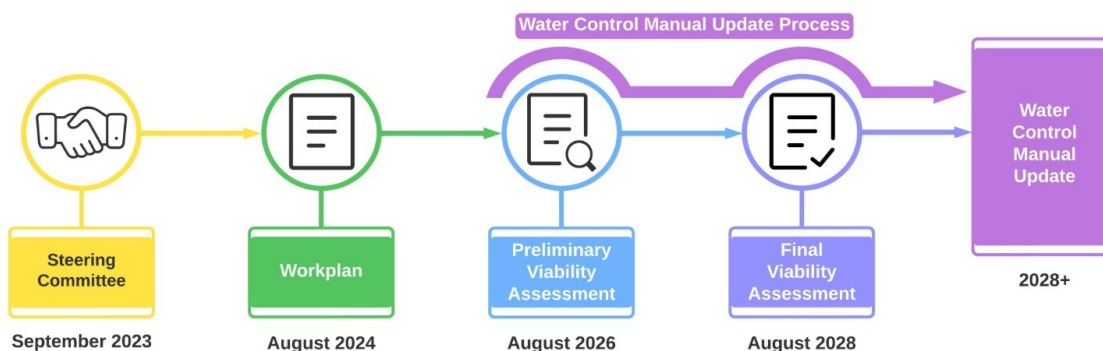 Water Control Manual Update Process
Steering
Committee
September 2023
Workplan
August 2024
Preliminary
Viability
Assessment
August 2026
Final
Viability
Assessment
August 2028
Water
Control
Manual
Update
2028+